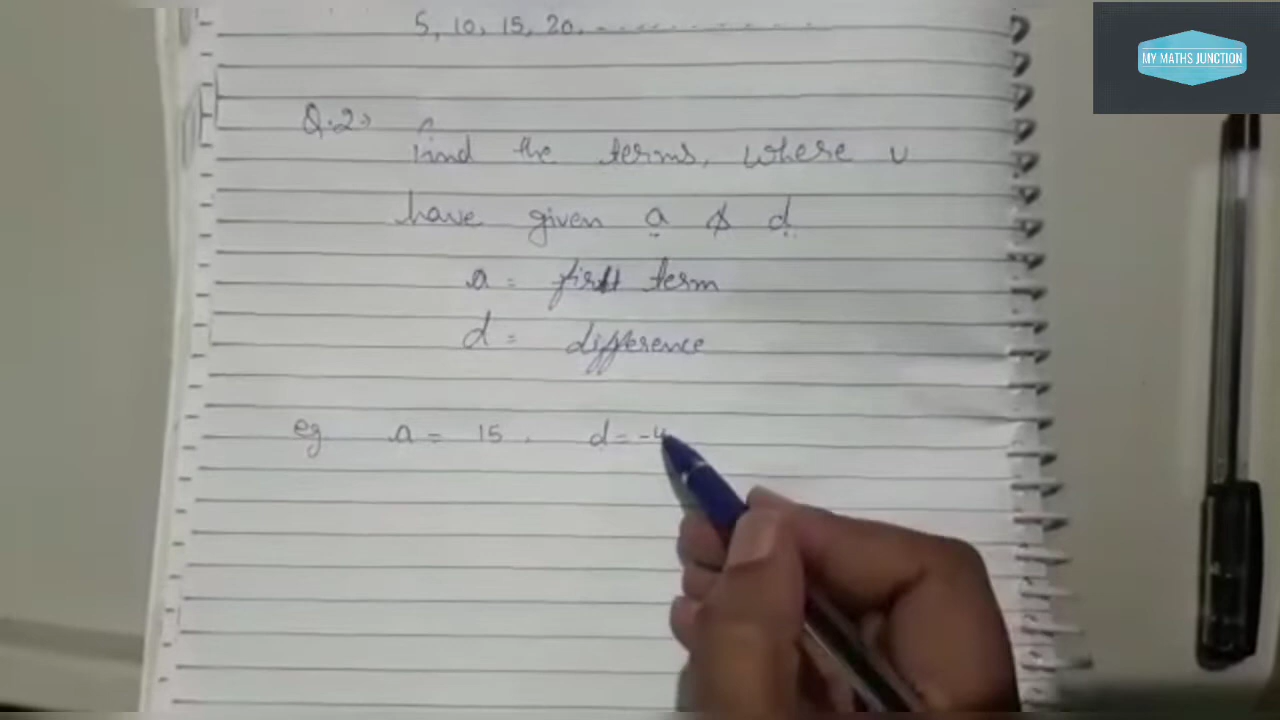 5, 10, 15, 20, ..........
MY MATHS JUNCTION
Q.2>
Find the terms, where u
have given a & d.
a = first term
d = difference
eg a = 15. d = -4